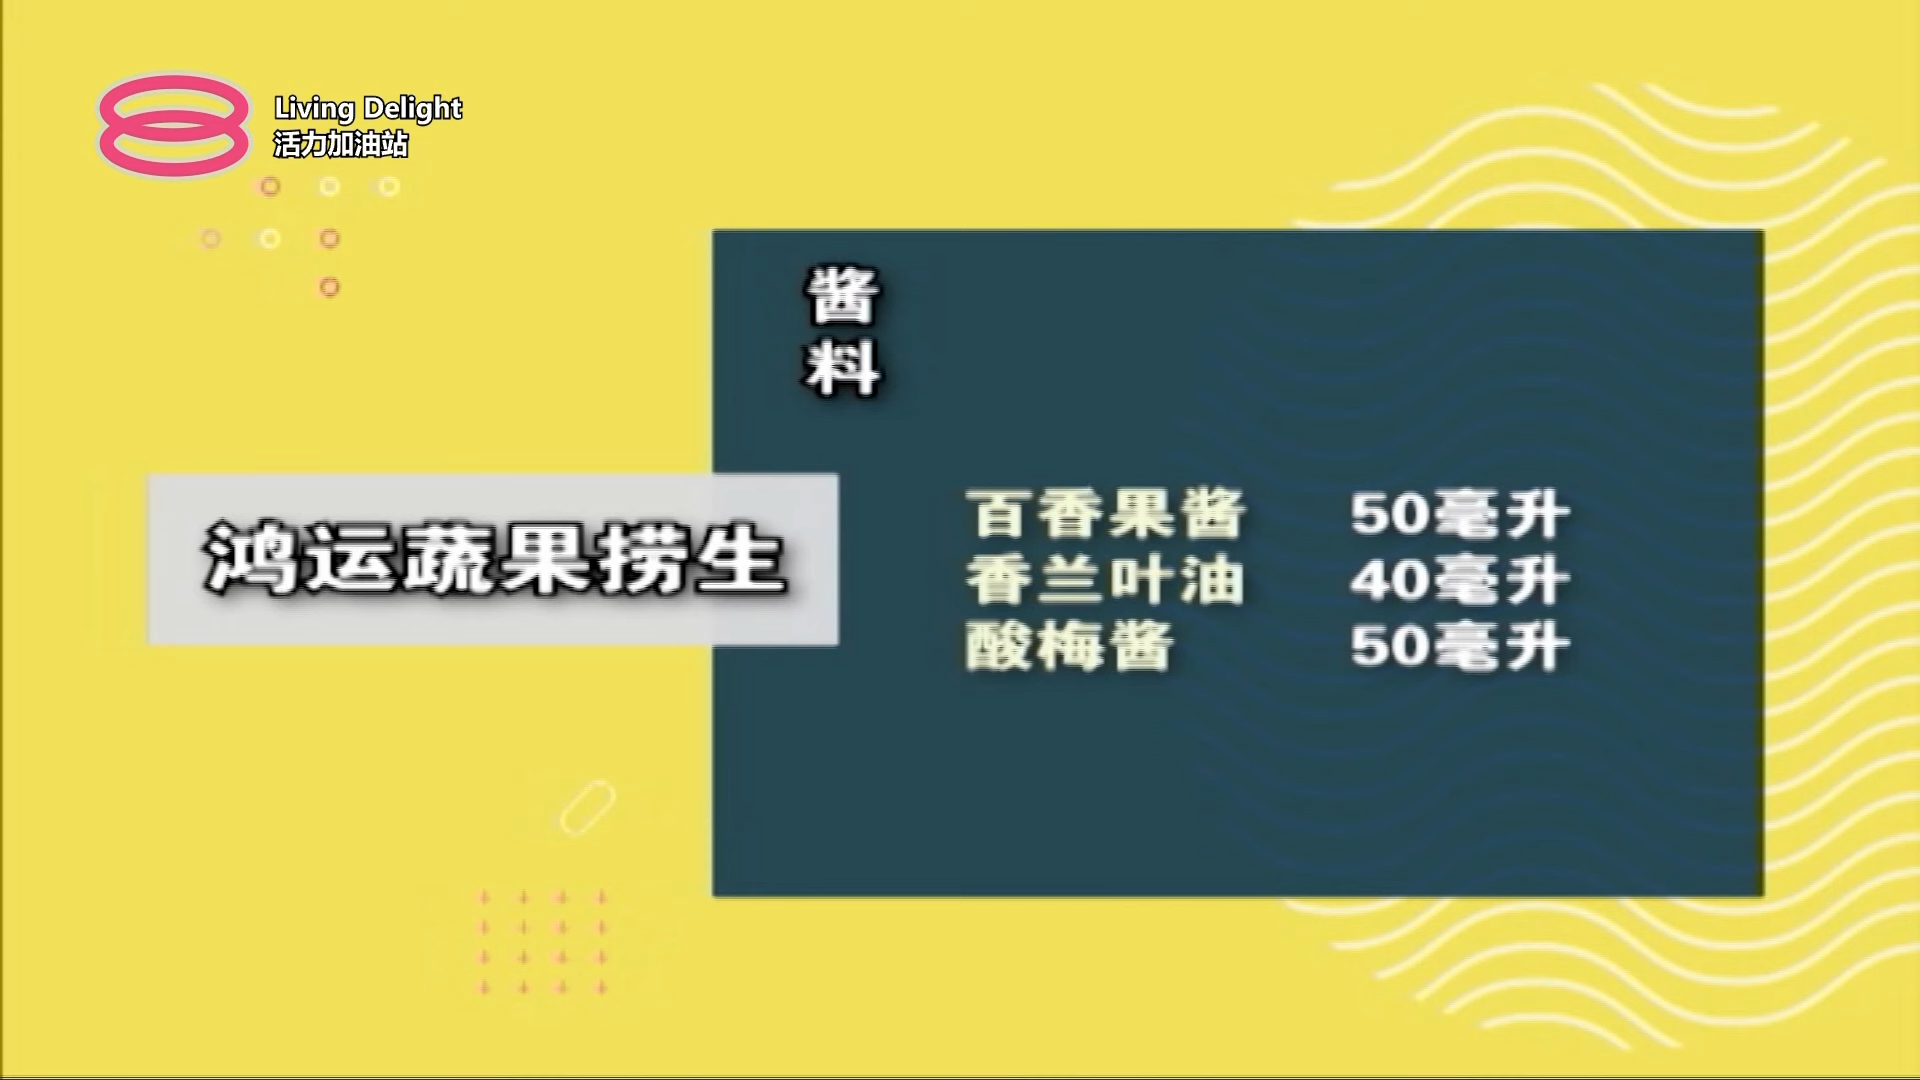 Living Delight
活力加油站
酱
料
鸿运蔬果捞生
百香果酱 50毫升
香兰叶油 40毫升
酸梅酱 50毫升